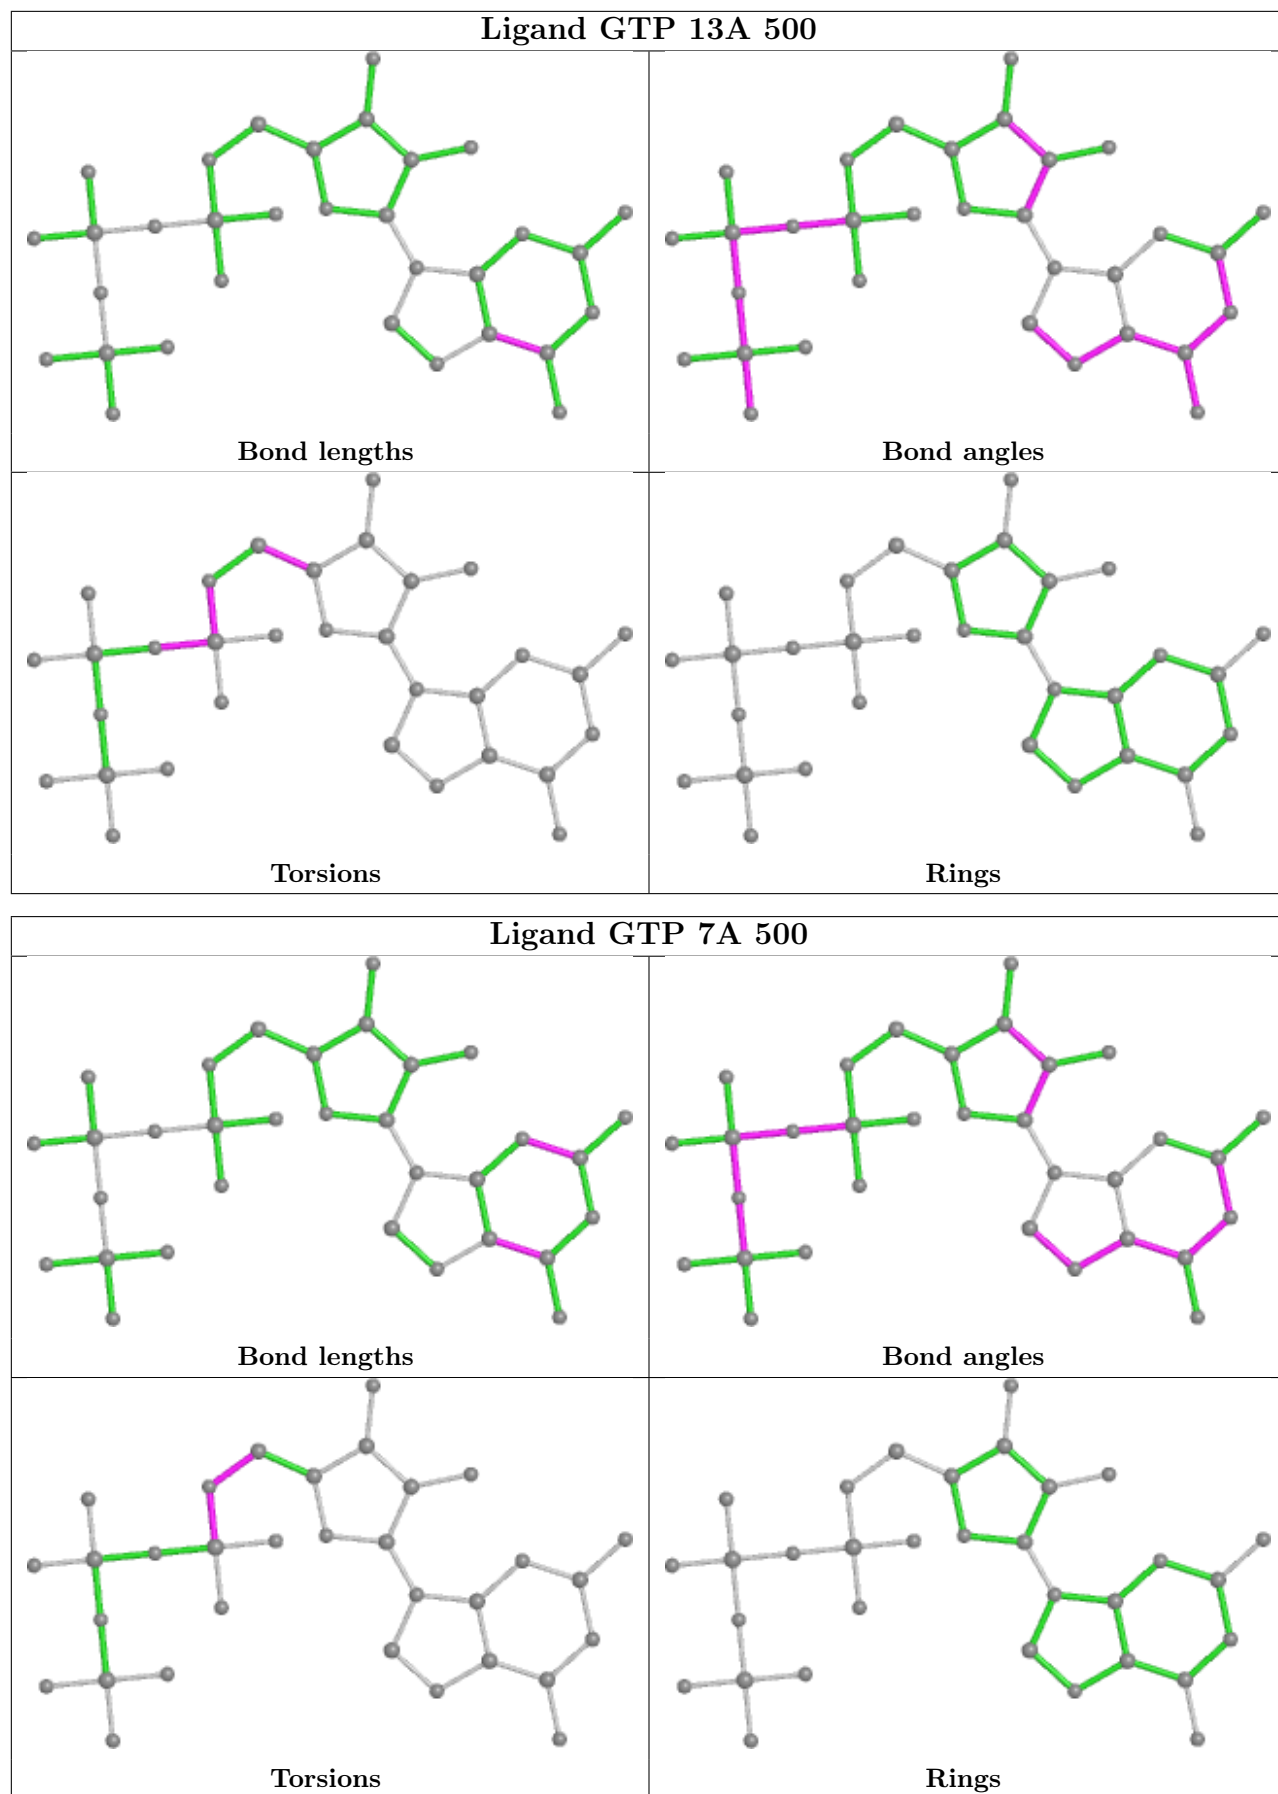 Ligand GTP 13A 500
Bond lengths
Bond angles
Torsions
Rings
Ligand GTP 7A 500
Bond lengths
Bond angles
Torsions
Rings